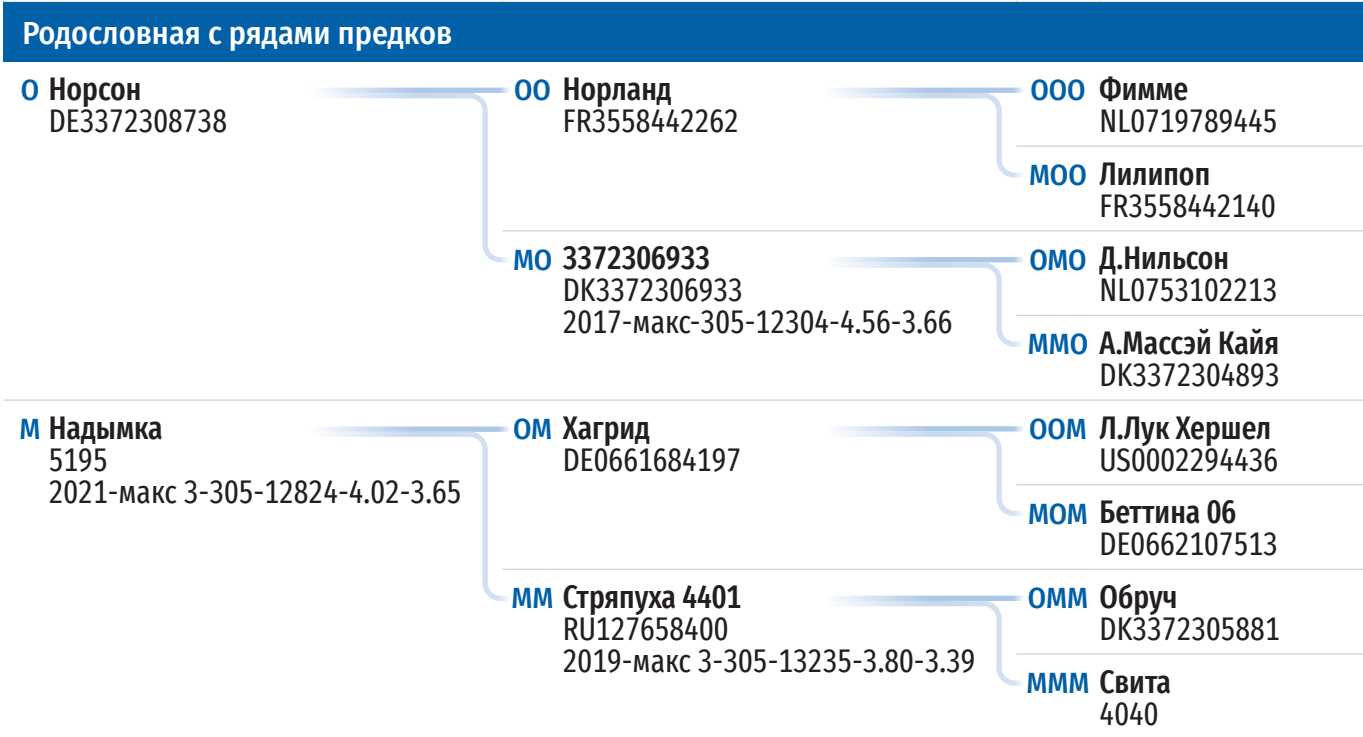 Родословная с рядами предков
О Норсон
DE3372308738
ОО Норланд
FR3558442262
ООО Фимме
NL0719789445
МОО Лилипоп
FR3558442140
МО 3372306933
DK3372306933
2017-макс-305-12304-4.56-3.66
ОМО Д.Нильсон
NL0753102213
ММО А.Массэй Кайя
DK3372304893
М Надымка
5195
2021-макс 3-305-12824-4.02-3.65
ОМ Хагрид
DE0661684197
ООМ Л.Лук Хершел
US0002294436
МОМ Беттина 06
DE0662107513
ММ Стряпуха 4401
RU127658400
2019-макс 3-305-13235-3.80-3.39
ОММ Обруч
DK3372305881
МММ Свита
4040